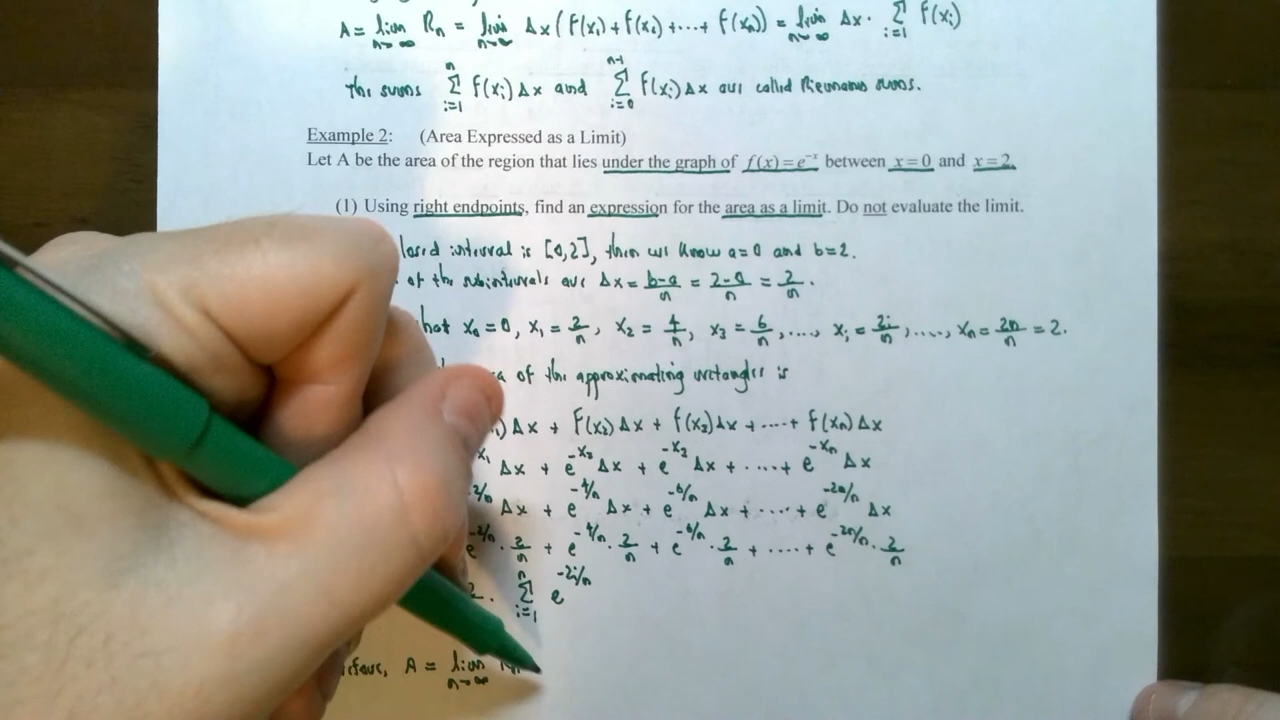 A = lim n→∞ Rn = lim n→∞ Δx (f(x₁) + f(x₂) + ... + f(xn)) = lim n→∞ Δx · Σ i=1 f(xi)
The sums Σ i=1 n f(xi) Δx and Σ i=0 n-1 f(xi) Δx are called Riemann sums.
Example 2: (Area Expressed as a Limit)
Let A be the area of the region that lies under the graph of f(x) = e⁻ˣ between x = 0 and x = 2.
(1) Using right endpoints, find an expression for the area as a limit. Do not evaluate the limit.
interval is [0,2], then we know a=0 and b=2.
of the subintervals are Δx = b-a/n = 2-0/n = 2/n.
x₀ = 0, x₁ = 2/n, x₂ = 4/n, x₃ = 6/n, ...., xi = 2i/n, ...., xn = 2n/n = 2.
of the approximating rectangles is
Δx + f(x₂) Δx + f(x₃) Δx + ....+ f(xn) Δx
Δx + e^-x₂ Δx + e^-x₃ Δx + ....+ e^-xn Δx
Δx + e^-4/n Δx + e^-6/n Δx + ....+ e^-2n/n Δx
e^-2/n · 2/n + e^-4/n · 2/n + e^-6/n · 2/n + ....+ e^-2n/n · 2/n
Σ i=1 n e^-2i/n
A = lim n→∞